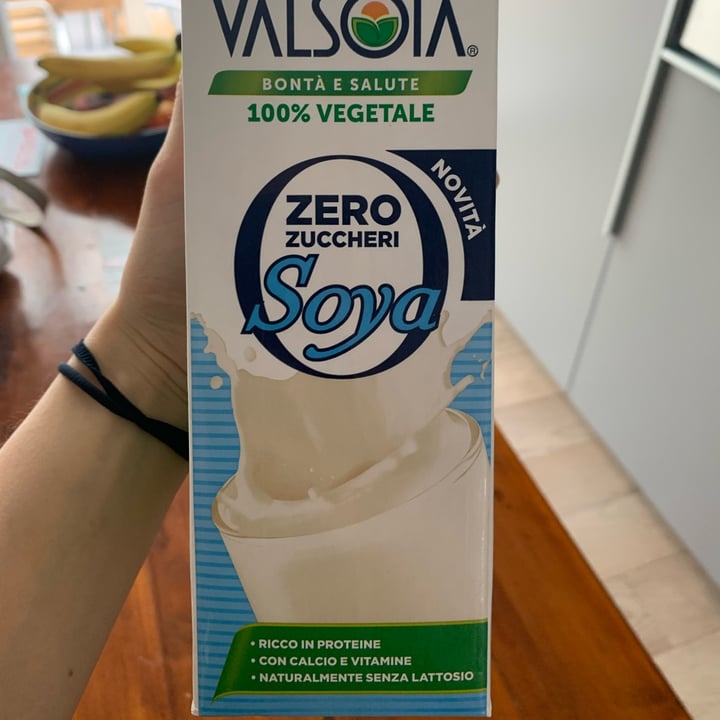 VALSOIA®
BONTÀ E SALUTE
100% VEGETALE
NOVITÀ
ZERO
ZUCCHERI
Soya
• RICCO IN PROTEINE
• CON CALCIO E VITAMINE
• NATURALMENTE SENZA LATTOSIO